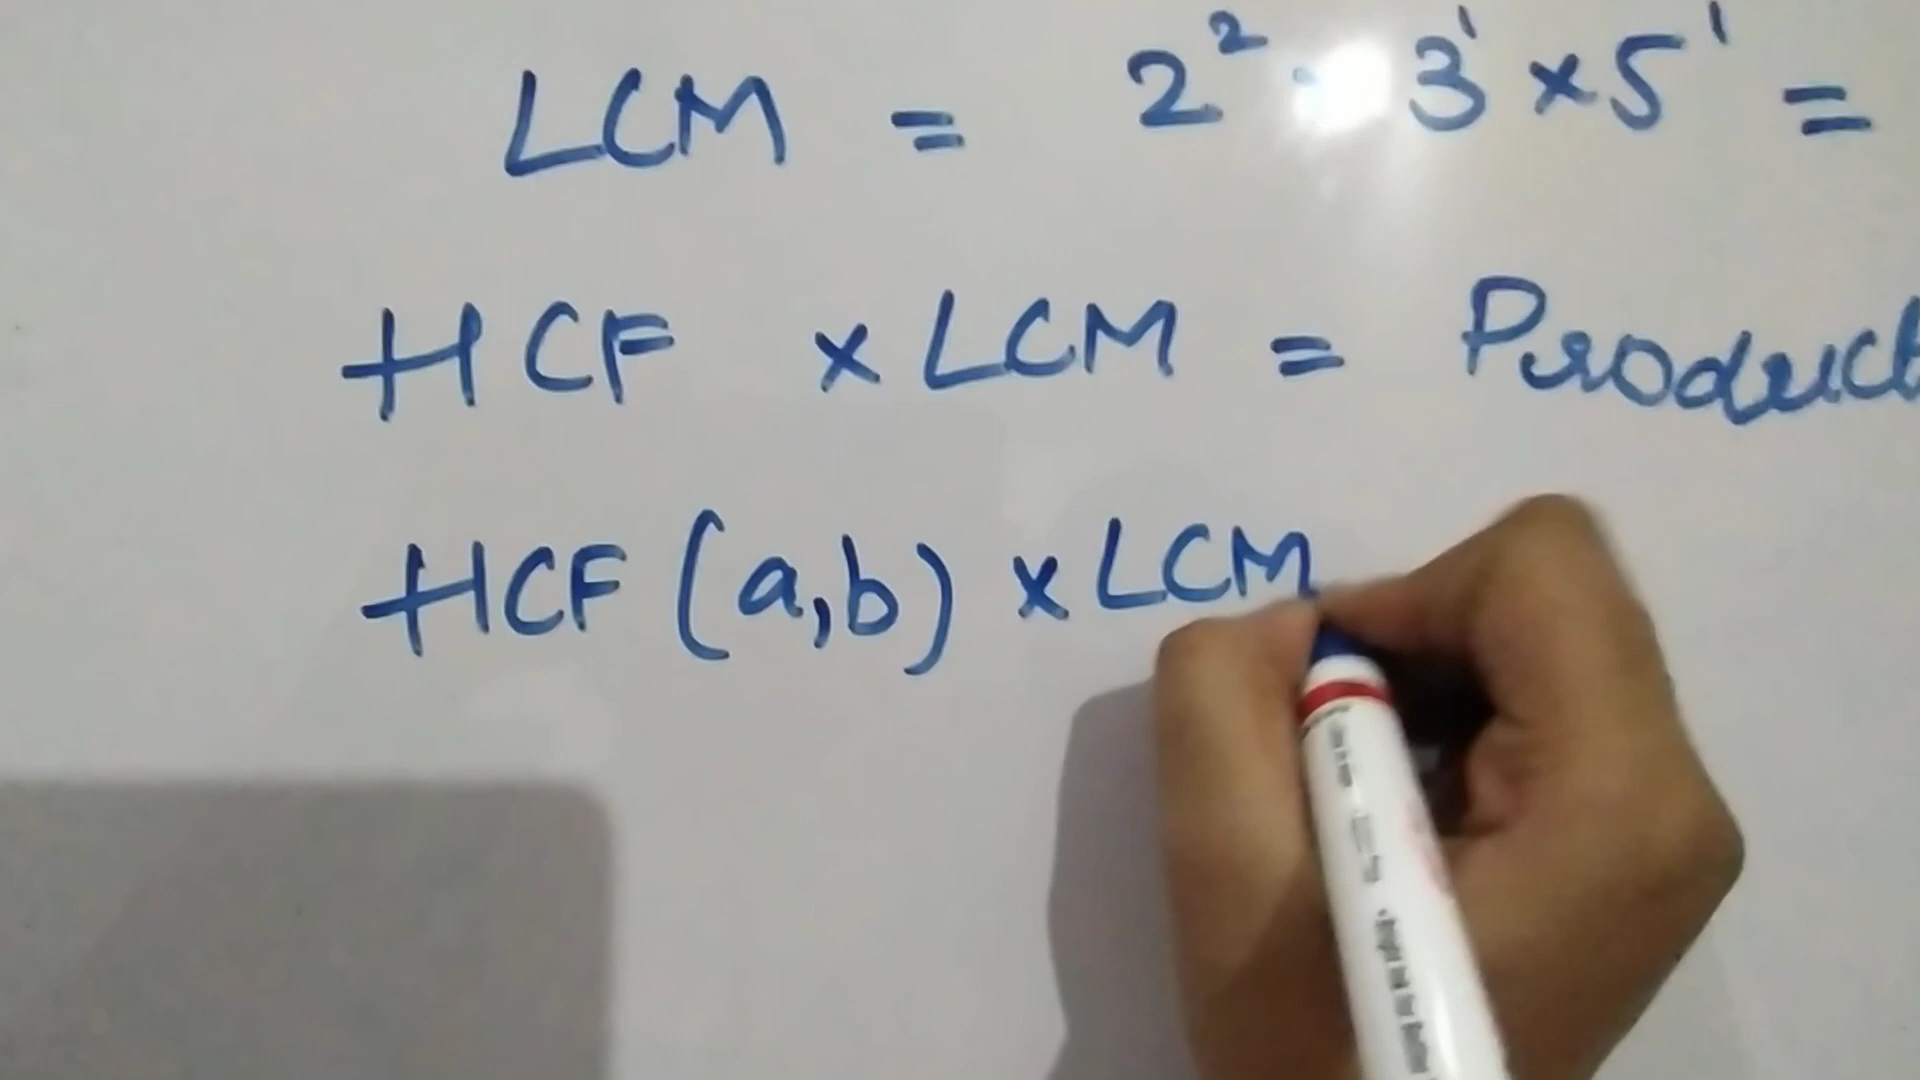 LCM = 2² × 3¹ × 5¹ =
HCF × LCM = Product
HCF (a,b) × LCM